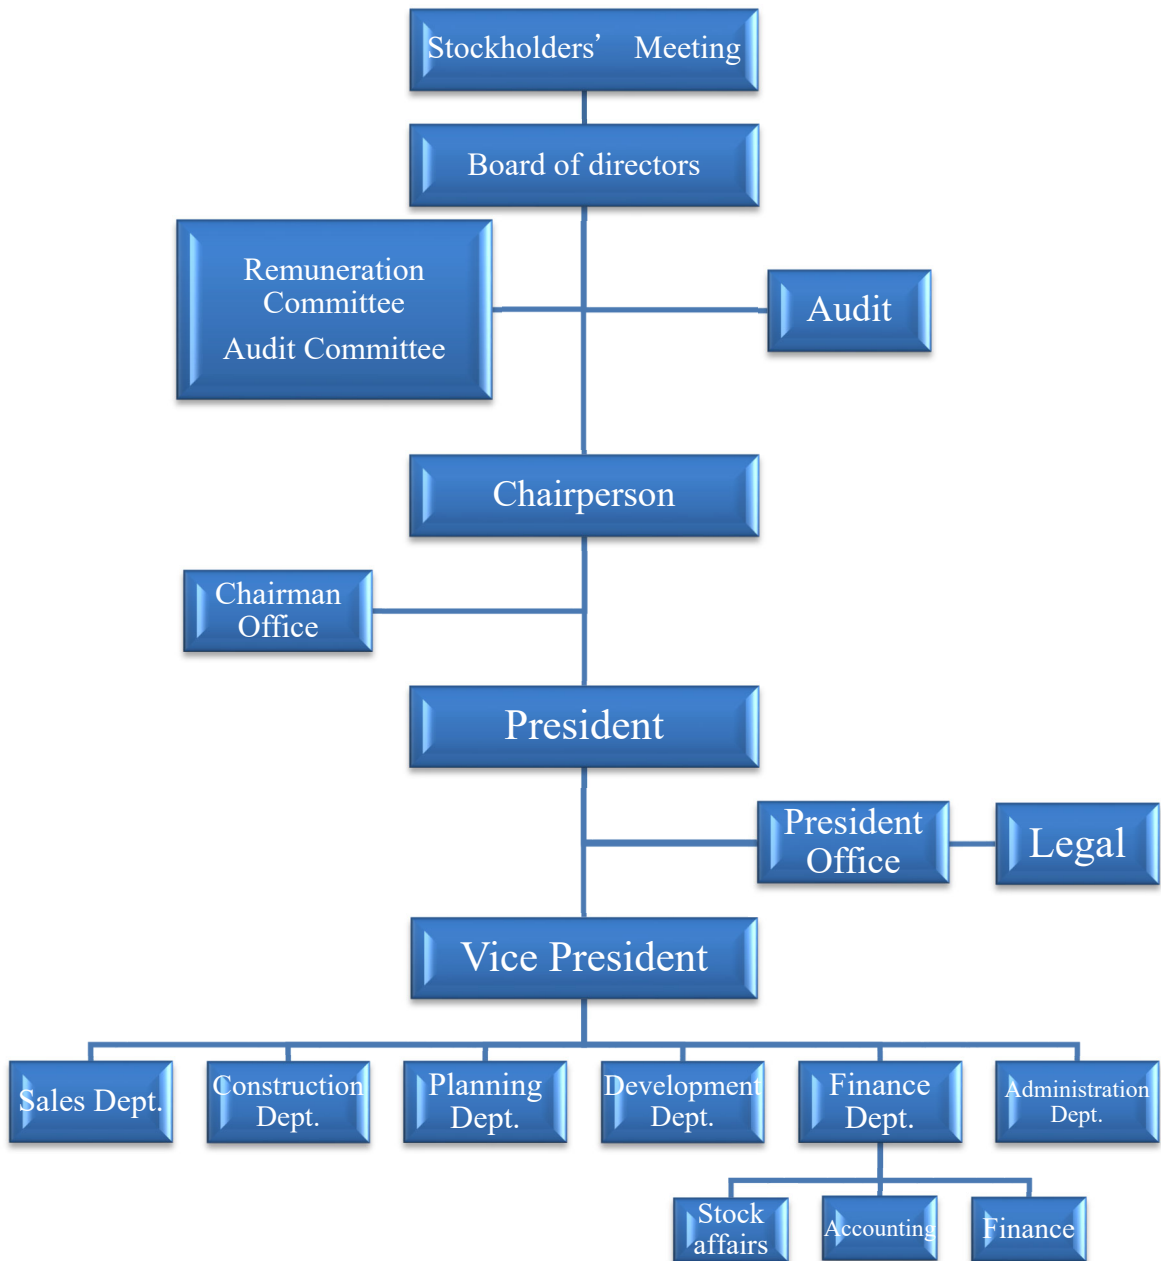 Stockholders’ Meeting
Board of directors
Remuneration
Committee
Audit Committee
Audit
Chairperson
Chairman
Office
President
President
Office
Legal
Vice President
Sales Dept.
Construction
Dept.
Planning
Dept.
Development
Dept.
Finance
Dept.
Administration
Dept.
Stock
affairs
Accounting
Finance